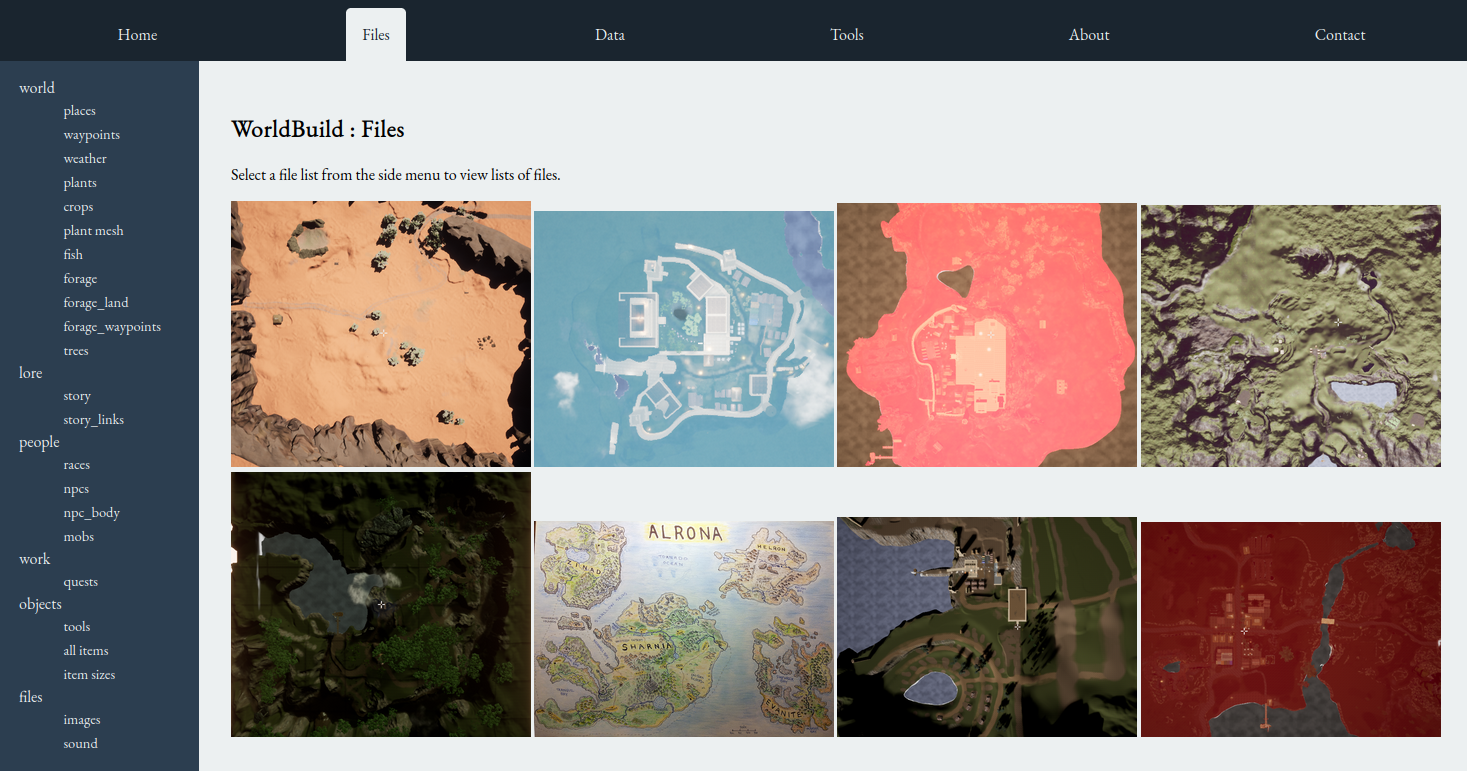 Home
Files
Data
Tools
About
Contact
world
places
waypoints
weather
plants
crops
plant mesh
fish
forage
forage_land
forage_waypoints
trees
lore
story
story_links
people
races
npcs
npc_body
mobs
work
quests
objects
tools
all items
item sizes
files
images
sound
WorldBuild : Files
Select a file list from the side menu to view lists of files.
ALRONA
HELRON
ZINAD
SHARNIA